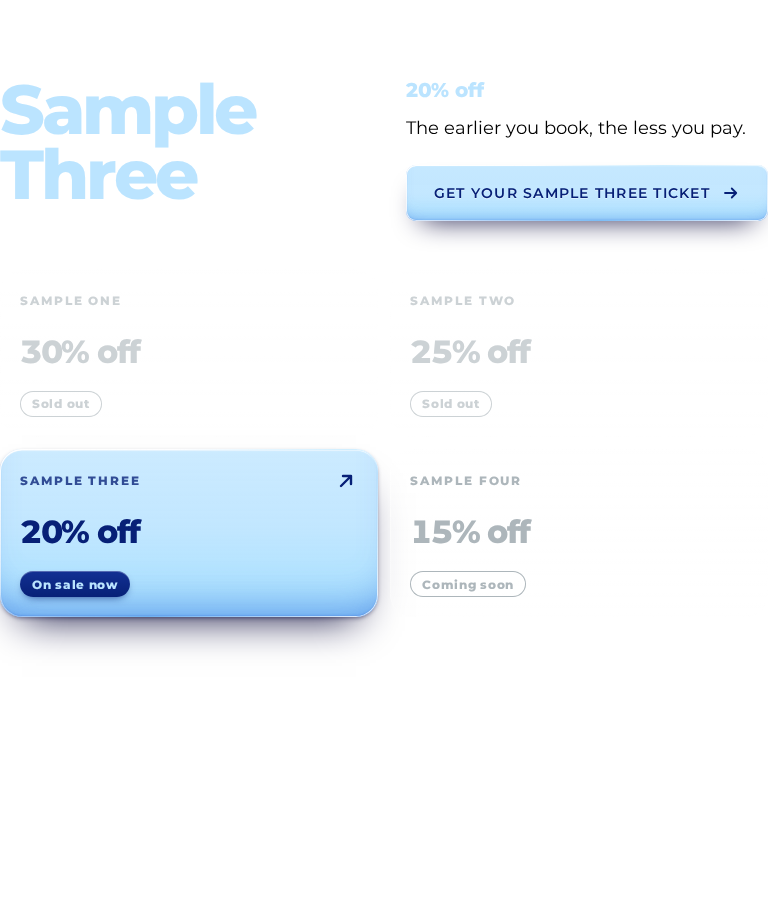 Sample
Three
20% off
The earlier you book, the less you pay.
GET YOUR SAMPLE THREE TICKET
SAMPLE ONE
30% off
Sold out
SAMPLE TWO
25% off
Sold out
SAMPLE THREE
20% off
On sale now
SAMPLE FOUR
15% off
Coming soon